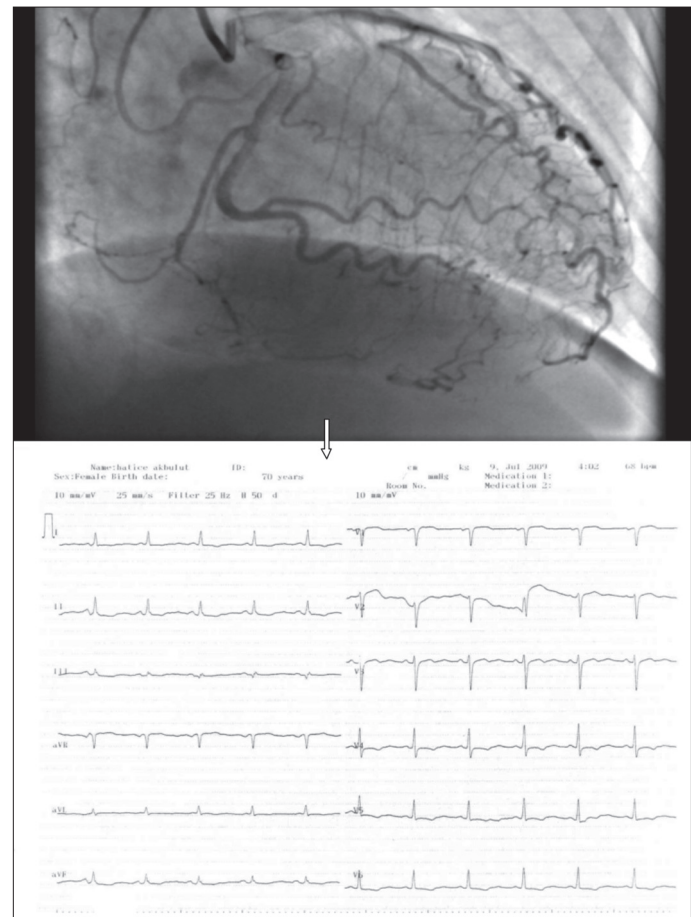 Name:hatice akbulut ID: cm kg 9, Jul 2009 4:02 68 bpm
Sex:Female Birth date: 70 years mmHg Medication 1:
Room No. Medication 2:
10 mm/mV 25 mm/s Filter 25 Hz H 50 d 10 mm/mV
I V1
II V2
III
aVR V4
aVL V5
aVF V6